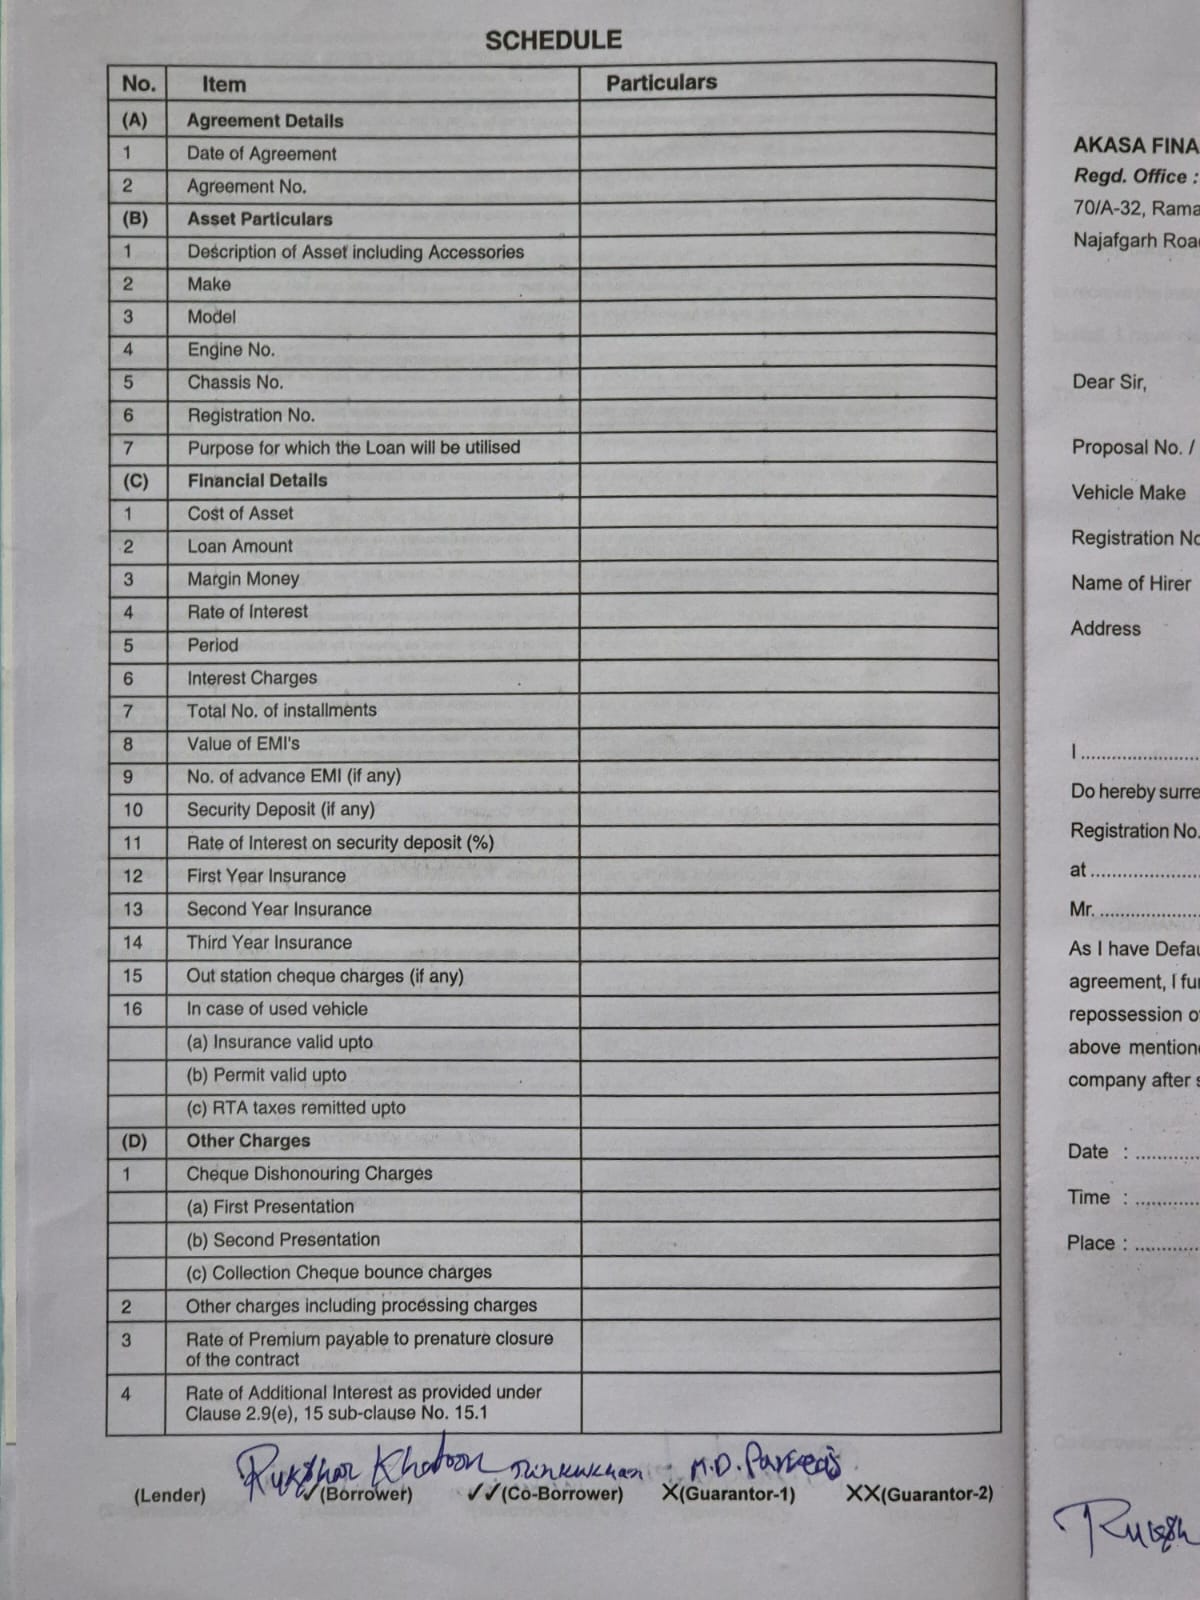 SCHEDULE
No. Item Particulars
(A) Agreement Details
1 Date of Agreement
2 Agreement No.
(B) Asset Particulars
1 Description of Asset including Accessories
2 Make
3 Model
4 Engine No.
5 Chassis No.
6 Registration No.
7 Purpose for which the Loan will be utilised
(C) Financial Details
1 Cost of Asset
2 Loan Amount
3 Margin Money
4 Rate of Interest
5 Period
6 Interest Charges
7 Total No. of installments
8 Value of EMI's
9 No. of advance EMI (if any)
10 Security Deposit (if any)
11 Rate of Interest on security deposit (%)
12 First Year Insurance
13 Second Year Insurance
14 Third Year Insurance
15 Out station cheque charges (if any)
16 In case of used vehicle
(a) Insurance valid upto
(b) Permit valid upto
(c) RTA taxes remitted upto
(D) Other Charges
1 Cheque Dishonouring Charges
(a) First Presentation
(b) Second Presentation
(c) Collection Cheque bounce charges
2 Other charges including processing charges
3 Rate of Premium payable to prenature closure
of the contract
4 Rate of Additional Interest as provided under
Clause 2.9(e), 15 sub-clause No. 15.1
Rukshar Khatoon M.D. Parvej
(Lender) ✓(Borrower) ✓✓(Co-Borrower) X(Guarantor-1) XX(Guarantor-2)
AKASA FINA
Regd. Office :
70/A-32, Rama
Najafgarh Roa
Dear Sir,
Proposal No. /
Vehicle Make
Registration No
Name of Hirer
Address
I ........................
Do hereby surre
Registration No.
at ......................
Mr. ....................
As I have Defau
agreement, I fur
repossession of
above mentione
company after s
Date : .............
Time : .............
Place : .............
Ruksh